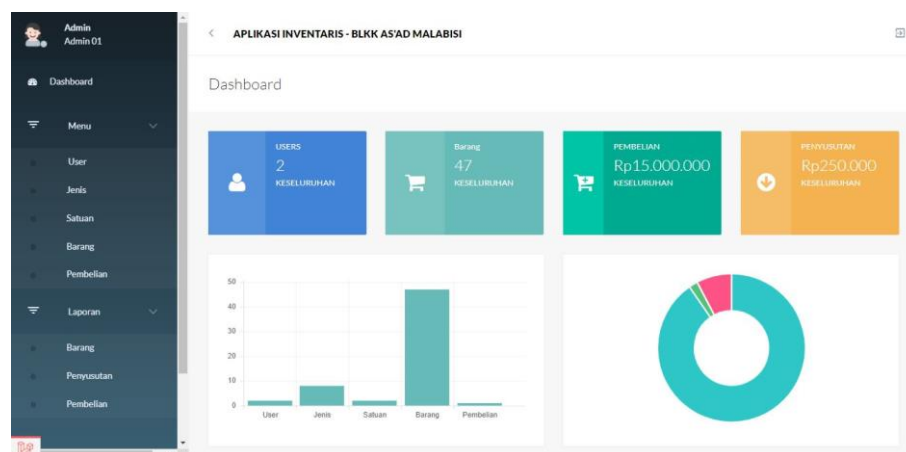 Admin
Admin 01
Dashboard
Menu
User
Jenis
Satuan
Barang
Pembelian
Laporan
Barang
Penyusutan
Pembelian
APLIKASI INVENTARIS - BLKK AS'AD MALABISI
Dashboard
USERS
2
KESELURUHAN
Barang
47
KESELURUHAN
PEMBELIAN
Rp15.000.000
KESELURUHAN
PENYUSUTAN
Rp250.000
KESELURUHAN
50
40
30
20
10
0
User Jenis Satuan Barang Pembelian